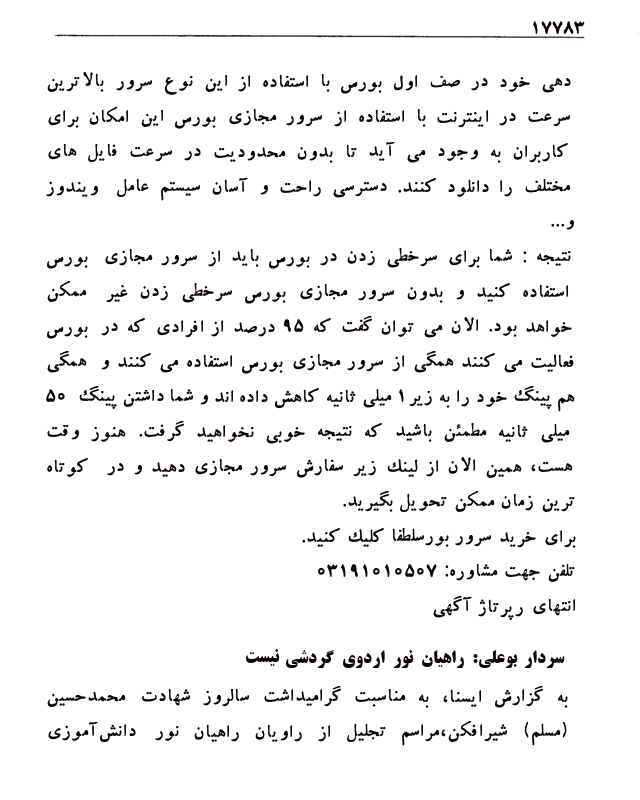 ۱۷۷۸۳
دهی خود در صف اول بورس با استفاده از این نوع سرور بالاترین
سرعت در اینترنت با استفاده از سرور مجازی بورس این امکان برای
کاربران به وجود می آید تا بدون محدودیت در سرعت فایل های
مختلف را دانلود کنند. دسترسی راحت و آسان سیستم عامل ویندوز
و...
نتیجه : شما برای سرخطی زدن در بورس باید از سرور مجازی بورس
استفاده کنید و بدون سرور مجازی بورس سرخطی زدن غیر ممکن
خواهد بود. الان می توان گفت که ۹۵ درصد از افرادی که در بورس
فعالیت می کنند همگی از سرور مجازی بورس استفاده می کنند و همگی
هم پینگ خود را به زیر ۱ میلی ثانیه کاهش داده اند و شما داشتن پینگ ۵۰
میلی ثانیه مطمئن باشید که نتیجه خوبی نخواهید گرفت. هنوز وقت
هست، همین الان از لینک زیر سفارش سرور مجازی دهید و در کوتاه
ترین زمان ممکن تحویل بگیرید.
برای خرید سرور بورسلطفا کلیک کنید.
تلفن جهت مشاوره: ۰۳۱۹۱۰۱۰۵۰۷
انتهای رپرتاژ آگهی
سردار بوعلی: راهیان نور اردوی گردشی نیست
به گزارش ایسنا، به مناسبت گرامیداشت سالروز شهادت محمدحسین
(مسلم) شیرافکن،مراسم تجلیل از راویان راهیان نور دانش‌آموزی